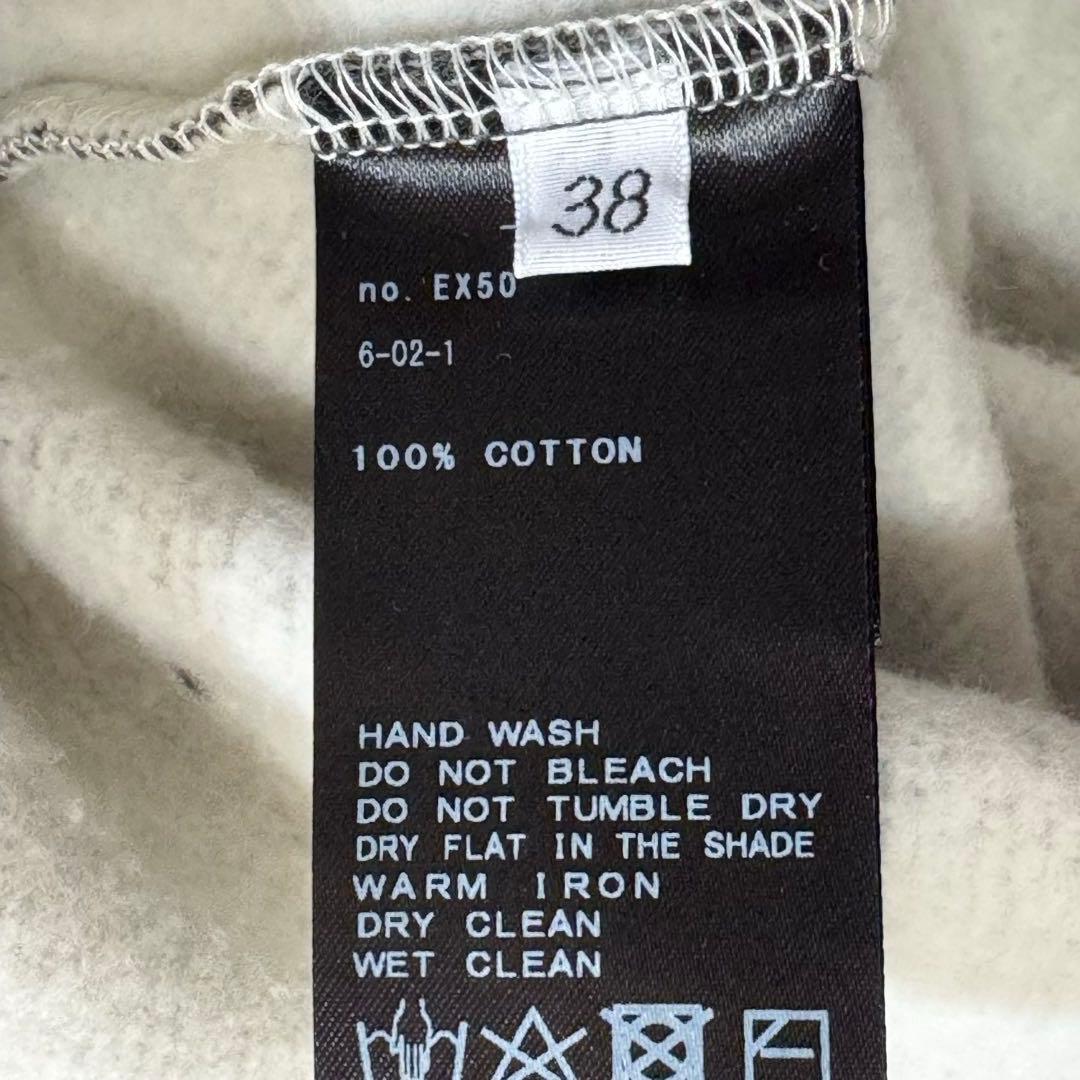 38
no. EX50
6-02-1
100% COTTON
HAND WASH
DO NOT BLEACH
DO NOT TUMBLE DRY
DRY FLAT IN THE SHADE
WARM IRON
DRY CLEAN
WET CLEAN